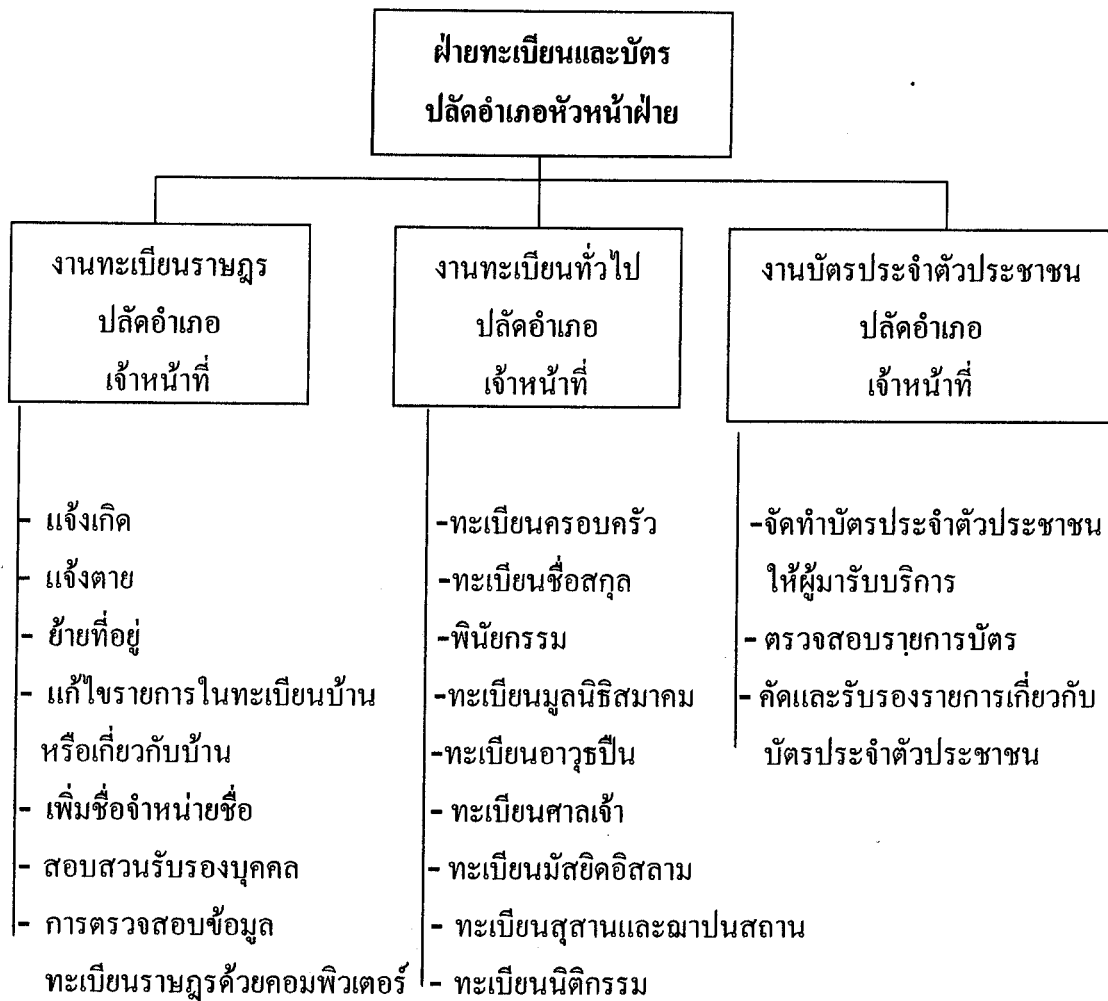 ฝ่ายทะเบียนและบัตร
ปลัดอำเภอหัวหน้าฝ่าย
งานทะเบียนราษฎร
ปลัดอำเภอ
เจ้าหน้าที่
งานทะเบียนทั่วไป
ปลัดอำเภอ
เจ้าหน้าที่
งานบัตรประจำตัวประชาชน
ปลัดอำเภอ
เจ้าหน้าที่
- แจ้งเกิด
- แจ้งตาย
- ย้ายที่อยู่
- แก้ไขรายการในทะเบียนบ้าน
หรือเกี่ยวกับบ้าน
- เพิ่มชื่อจำหน่ายชื่อ
- สอบสวนรับรองบุคคล
- การตรวจสอบข้อมูล
ทะเบียนราษฎรด้วยคอมพิวเตอร์
-ทะเบียนครอบครัว
-ทะเบียนชื่อสกุล
-พินัยกรรม
-ทะเบียนมูลนิธิสมาคม
-ทะเบียนอาวุธปืน
- ทะเบียนศาลเจ้า
- ทะเบียนมัสยิดอิสลาม
- ทะเบียนสุสานและฌาปนสถาน
- ทะเบียนนิติกรรม
-จัดทำบัตรประจำตัวประชาชน
ให้ผู้มารับบริการ
- ตรวจสอบรายการบัตร
- คัดและรับรองรายการเกี่ยวกับ
บัตรประจำตัวประชาชน